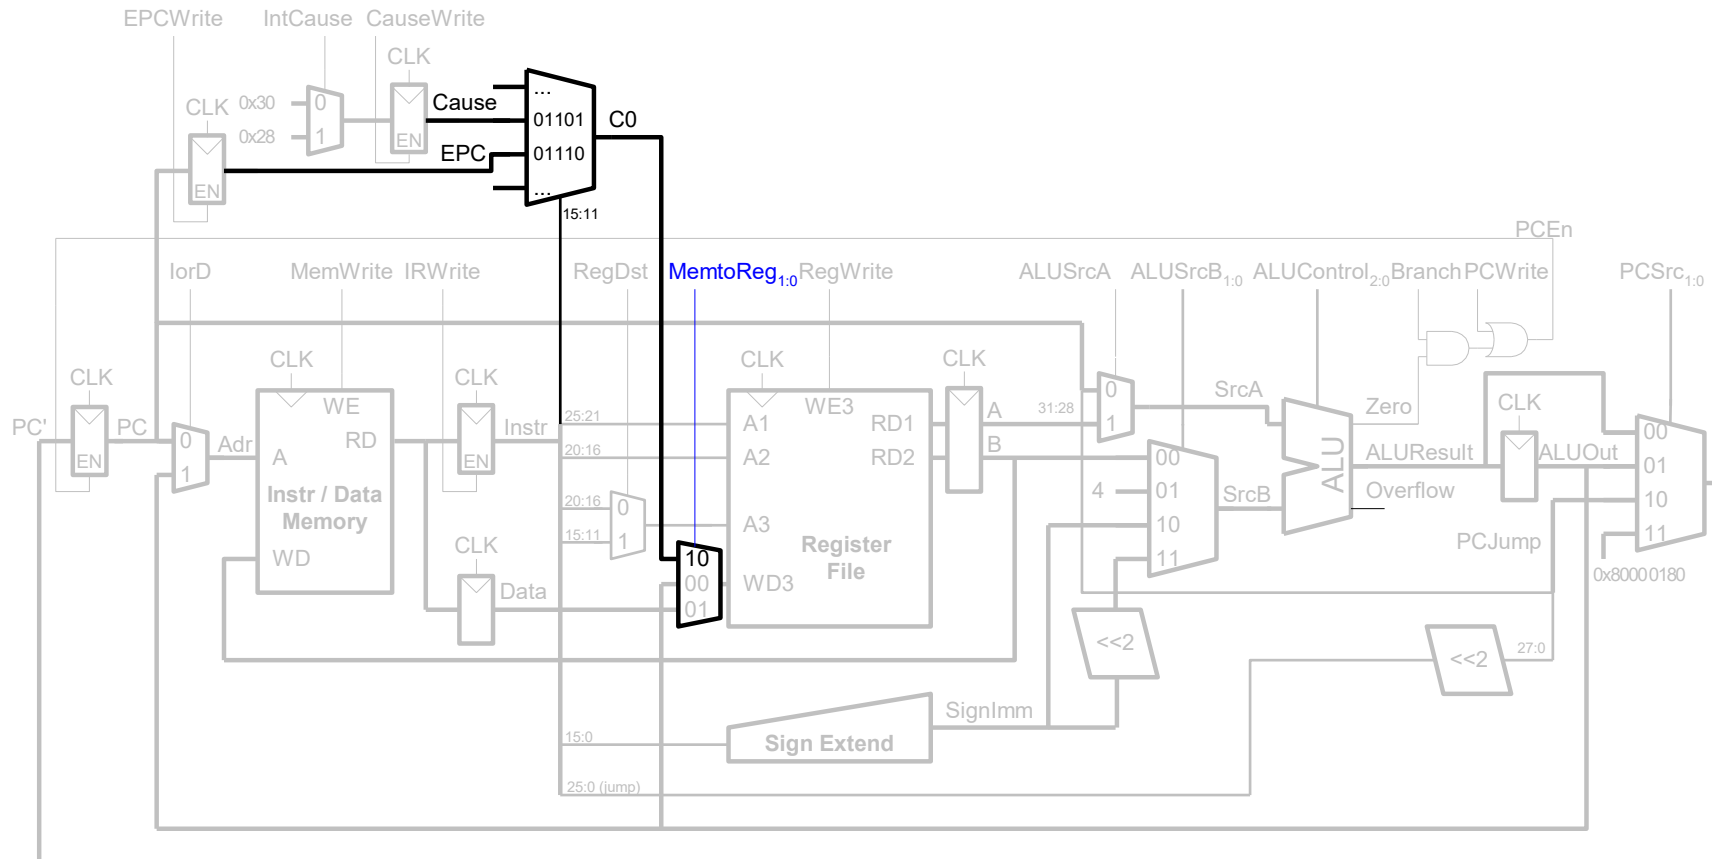 EPCWrite IntCause CauseWrite
CLK
...
0x30 0 Cause 01101 C0
CLK
0x28 1 EN
EPC 01110
EN ...
15:11
PCEn
IorD MemWrite IRWrite RegDst MemtoReg1:0 RegWrite ALUSrcA ALUSrcB1:0 ALUControl2:0 Branch PCWrite PCSrc1:0
CLK CLK CLK CLK CLK
PC' PC EN
0 1 Adr
WE
A RD
Instr / Data
Memory
WD
EN Instr
CLK
Data
25:21
20:16
20:16 0
15:11 1
10
00
01
WE3
A1 RD1
A2 RD2
A3
Register
File
WD3
A
B
31:28
0
1
SrcA
00
4 01
10
11
SrcB
ALU
Zero
ALUResult
Overflow
CLK
ALUOut
00
01
10
11
PCJump
0x8000 0180
<<2
<<2 27:0
SignImm
15:0 Sign Extend
25:0 (jump)